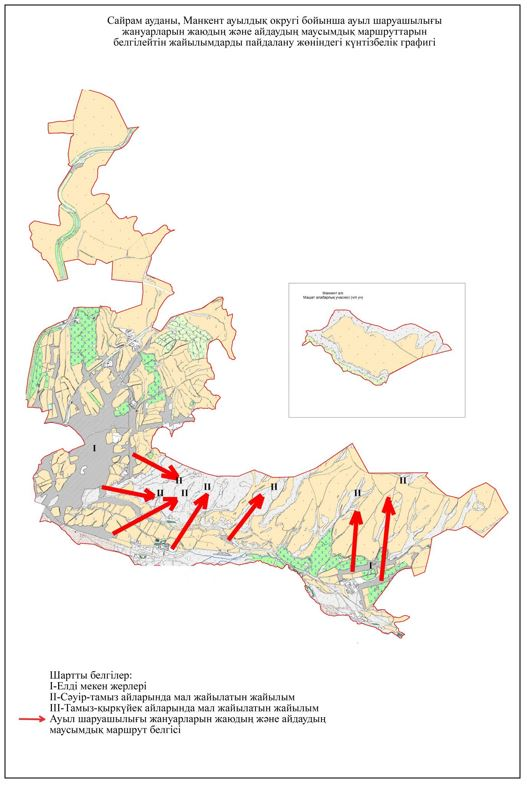 Сайрам ауданы, Манкент ауылдық округі бойынша ауыл шаруашылығы
жануарларын жаюдың және айдаудың маусымдық маршруттарын
белгілейтін жайылымдарды пайдалану жөніндегі күнтізбелік графигі
Манкент а/о
I
II
II
II
II
II
II
II
I
Шартты белгілер:
I-Елді мекен жерлері
II-Сәуір-тамыз айларында мал жайылатын жайылым
III-Тамыз-қыркүйек айларында мал жайылатын жайылым
Ауыл шаруашылығы жануарларын жаюдың және айдаудың
маусымдық маршрут белгісі